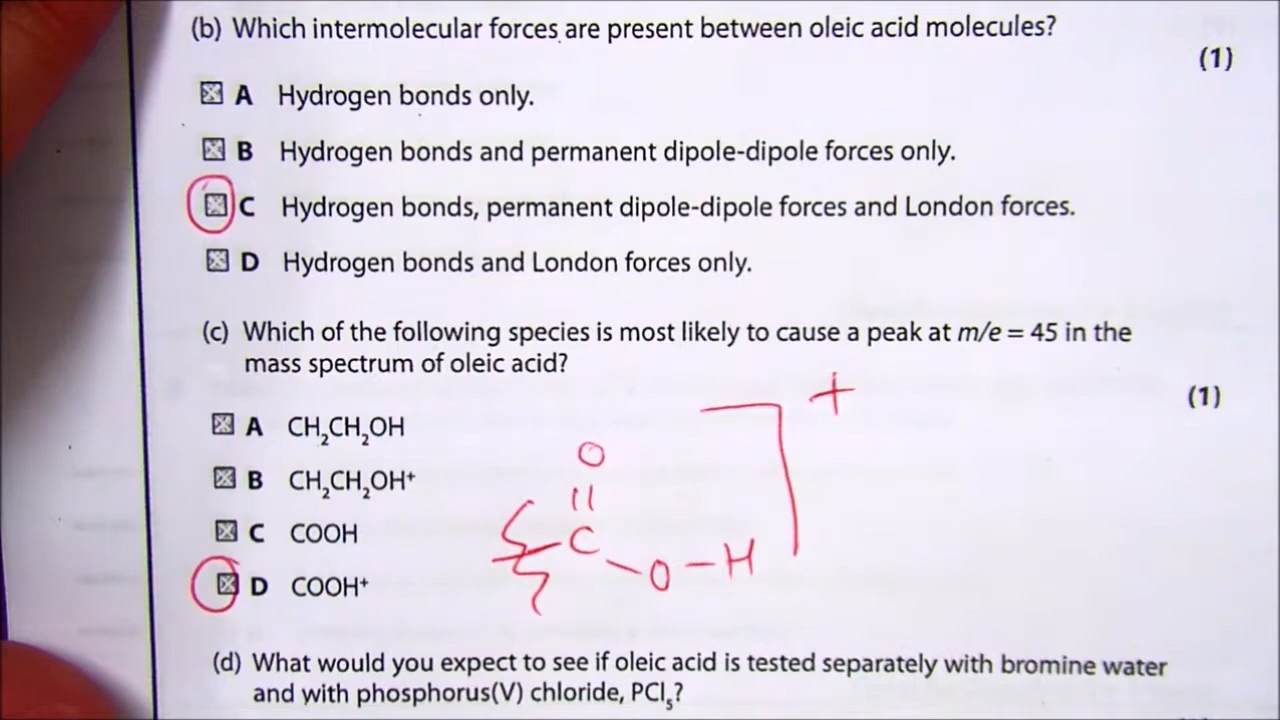 (b) Which intermolecular forces are present between oleic acid molecules?
(1)
A Hydrogen bonds only.
B Hydrogen bonds and permanent dipole-dipole forces only.
C Hydrogen bonds, permanent dipole-dipole forces and London forces.
D Hydrogen bonds and London forces only.
(c) Which of the following species is most likely to cause a peak at m/e = 45 in the
mass spectrum of oleic acid?
(1)
A CH₂CH₂OH
B CH₂CH₂OH⁺
C COOH
D COOH⁺
+
O
C
O-H
(d) What would you expect to see if oleic acid is tested separately with bromine water
and with phosphorus(V) chloride, PCl₅?